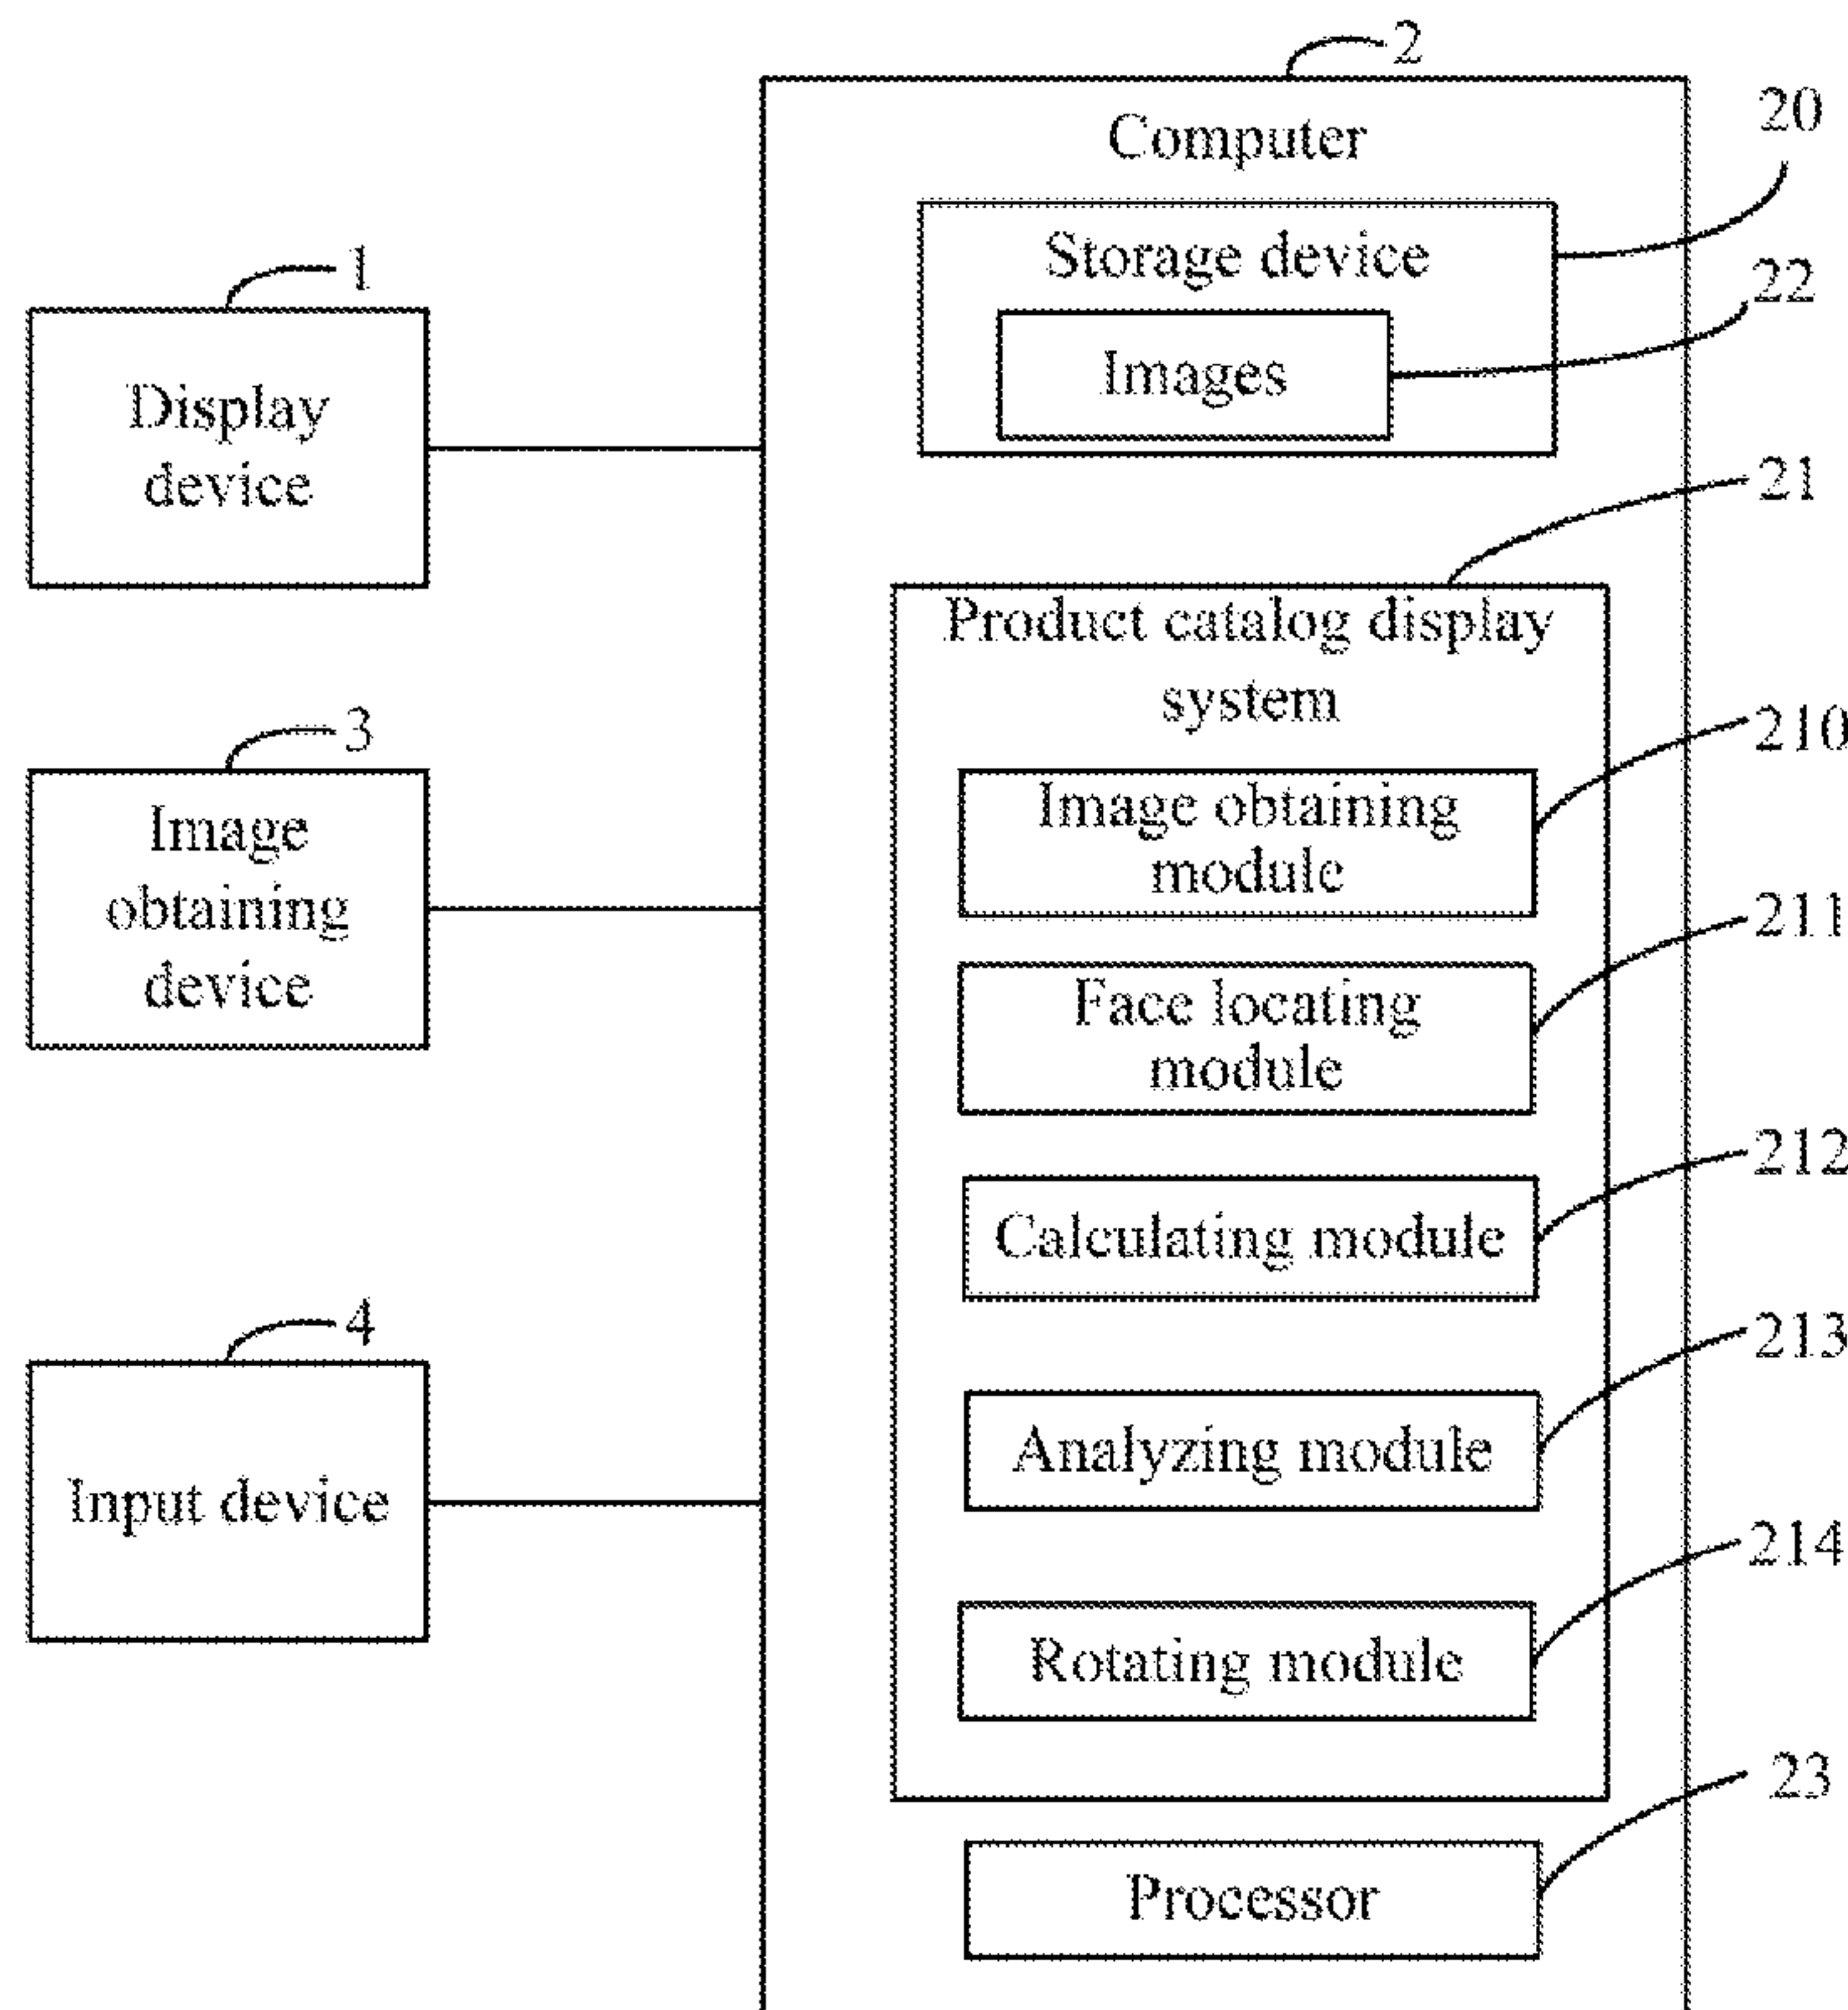 2
Computer
20
Storage device
22
Images
1
Display
device
21
Product catalog display
system
3
Image
obtaining
device
210
Image obtaining
module
211
Face locating
module
212
Calculating module
4
Input device
213
Analyzing module
214
Rotating module
23
Processor